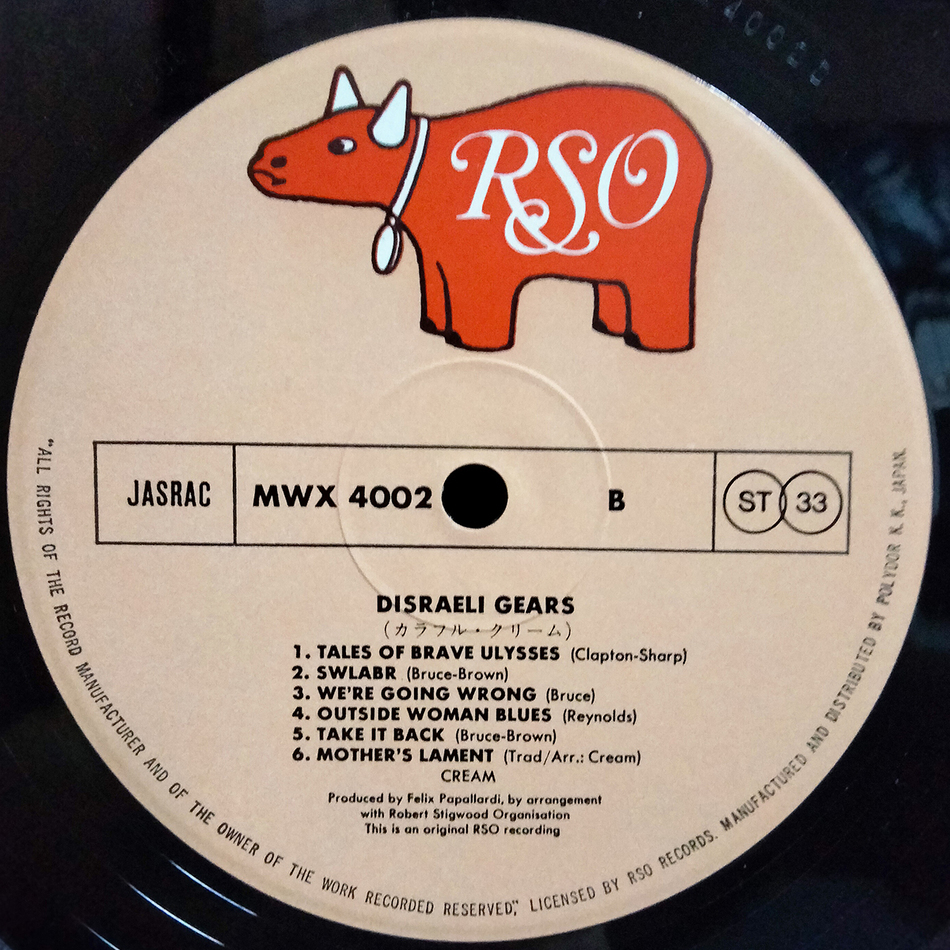 RSO
JASRAC
MWX 4002
B
ST 33
DISRAELI GEARS
(カラフル・クリーム)
1. TALES OF BRAVE ULYSSES (Clapton-Sharp)
2. SWLABR (Bruce-Brown)
3. WE'RE GOING WRONG (Bruce)
4. OUTSIDE WOMAN BLUES (Reynolds)
5. TAKE IT BACK (Bruce-Brown)
6. MOTHER'S LAMENT (Trad/Arr.: Cream)
CREAM
Produced by Felix Papallardi, by arrangement
with Robert Stigwood Organisation
This is an original RSO recording
"ALL RIGHTS OF THE RECORD MANUFACTURER AND OF THE OWNER OF THE WORK RECORDED RESERVED", LICENSED BY RSO RECORDS. MANUFACTURED AND DISTRIBUTED BY POLYDOR K. K., JAPAN.